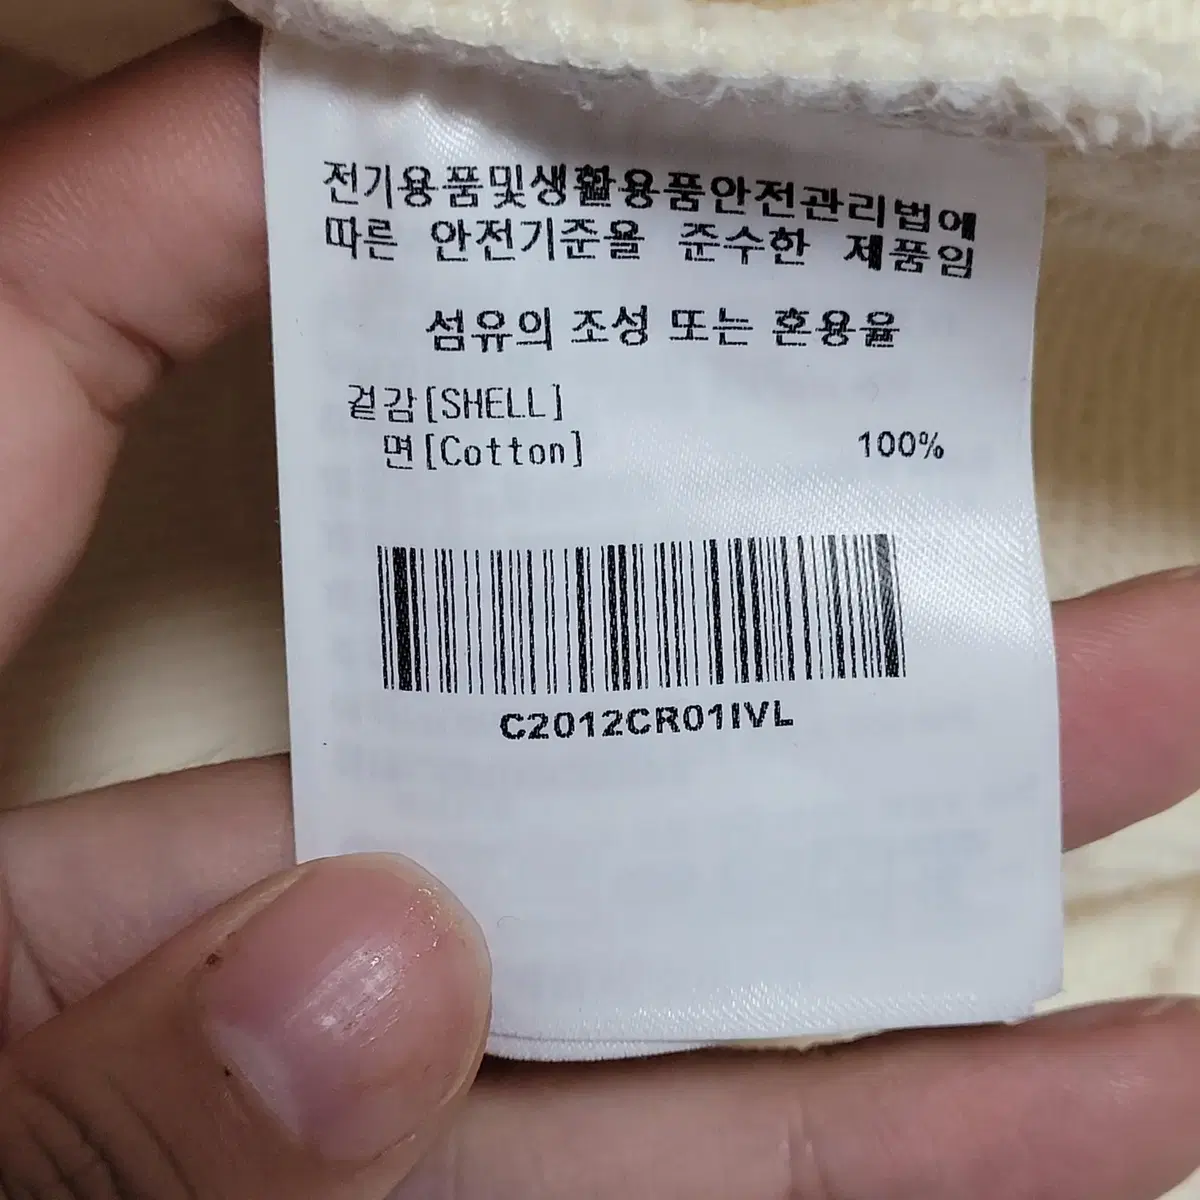 전기용품및생활용품안전관리법에
따른 안전기준을 준수한 제품임
섬유의 조성 또는 혼용율
겉감[SHELL]
면[Cotton] 100%
C2012CR01IVL